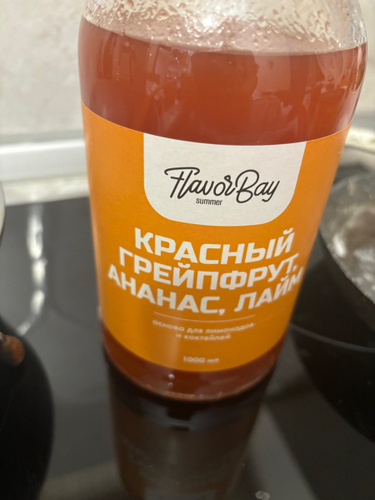 FlavorBay
summer
КРАСНЫЙ
ГРЕЙПФРУТ,
АНАНАС, ЛАЙМ
основа для лимонадов
и коктейлей
1000 мл